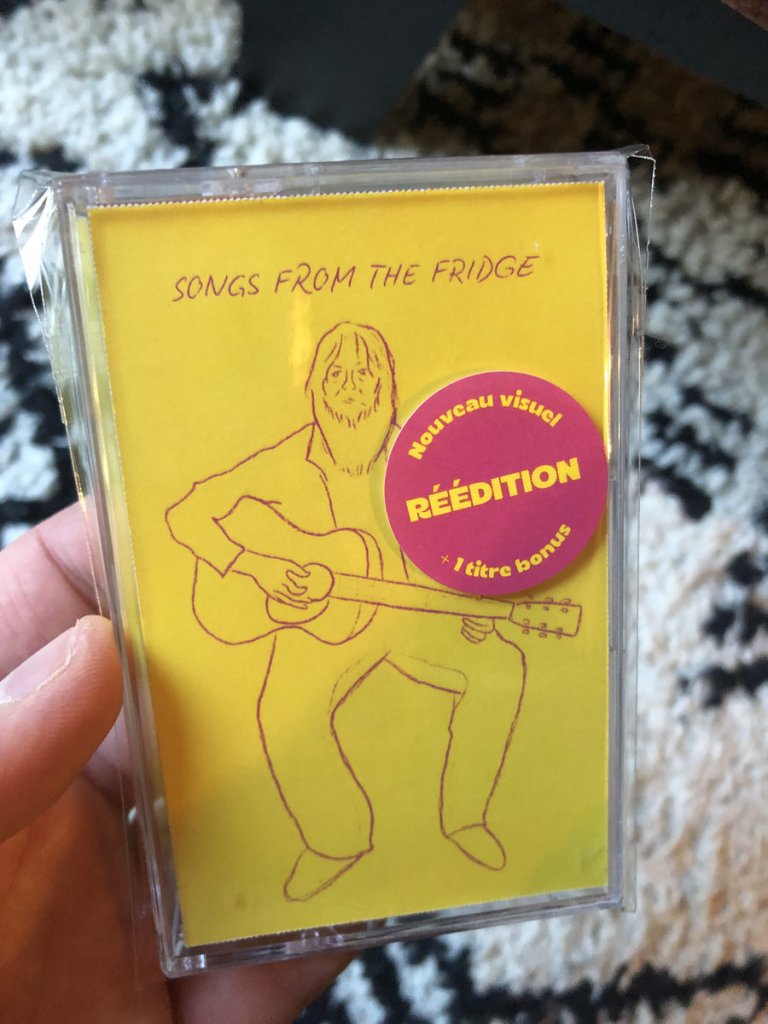 SONGS FROM THE FRIDGE
Nouveau visuel
RÉÉDITION
+ 1 titre bonus